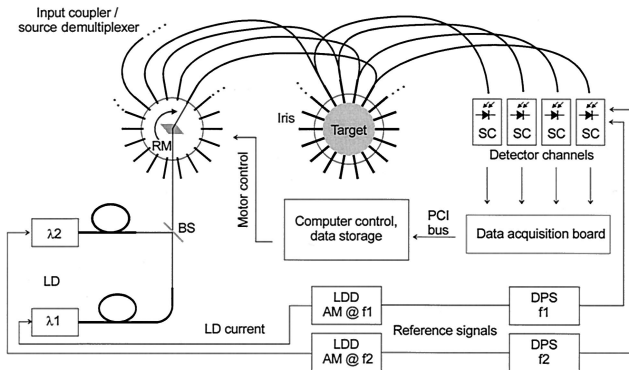 Input coupler /
source demultiplexer
Iris
Target
RM
SC SC SC SC
Detector channels
Motor control
Computer control,
data storage
PCI
bus
Data acquisition board
λ2
BS
LD
λ1
LD current
LDD
AM @ f1
Reference signals
DPS
f1
LDD
AM @ f2
DPS
f2